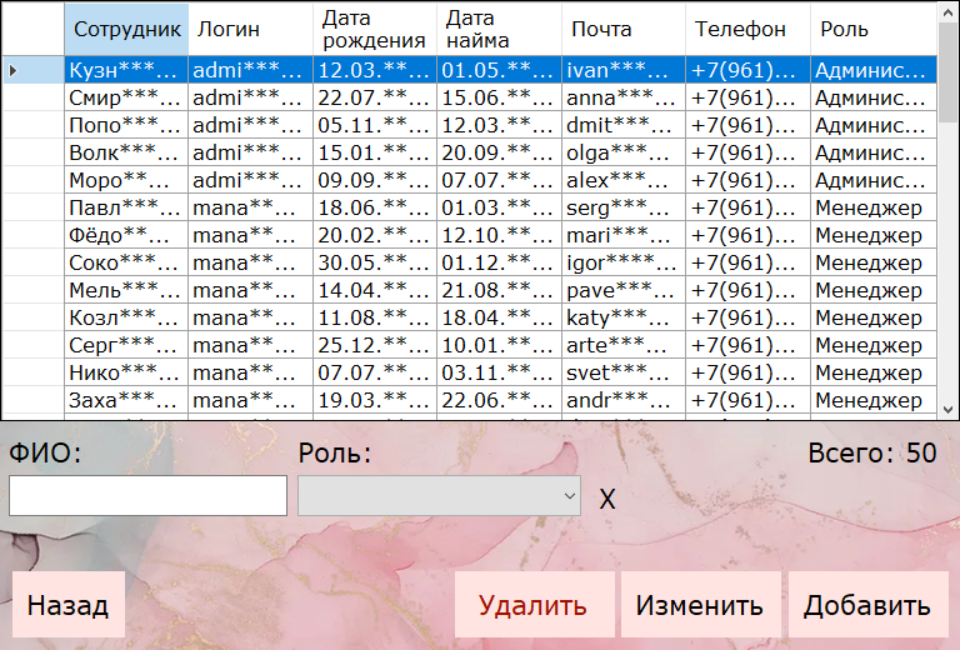 Сотрудник Логин Дата рождения Дата найма Почта Телефон Роль
Кузн***... admi***... 12.03.**... 01.05.**... ivan***... +7(961)... Админис...
Смир***... admi***... 22.07.**... 15.06.**... anna***... +7(961)... Админис...
Попо***... admi***... 05.11.**... 12.03.**... dmit***... +7(961)... Админис...
Волк***... admi***... 15.01.**... 20.09.**... olga***... +7(961)... Админис...
Моро**... admi***... 09.09.**... 07.07.**... alex***... +7(961)... Админис...
Павл***... mana**... 18.06.**... 01.03.**... serg***... +7(961)... Менеджер
Фёдо**... mana**... 20.02.**... 12.10.**... mari***... +7(961)... Менеджер
Соко***... mana**... 30.05.**... 01.12.**... igor****... +7(961)... Менеджер
Мель***... mana**... 14.04.**... 21.08.**... pave***... +7(961)... Менеджер
Козл***... mana**... 11.08.**... 18.04.**... katy***... +7(961)... Менеджер
Серг***... mana**... 25.12.**... 10.01.**... arte***... +7(961)... Менеджер
Нико***... mana**... 07.07.**... 03.11.**... svet***... +7(961)... Менеджер
Заха***... mana**... 19.03.**... 22.06.**... andr***... +7(961)... Менеджер
ФИО: Роль: Всего: 50
X
Назад Удалить Изменить Добавить